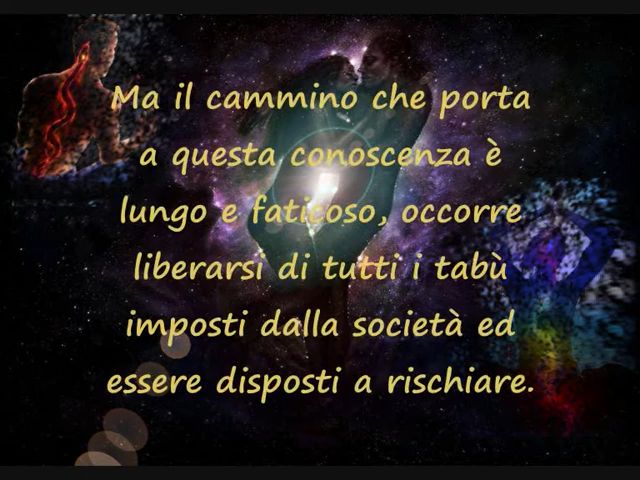 Ma il cammino che porta
a questa conoscenza è
lungo e faticoso, occorre
liberarsi di tutti i tabù
imposti dalla società ed
essere disposti a rischiare.